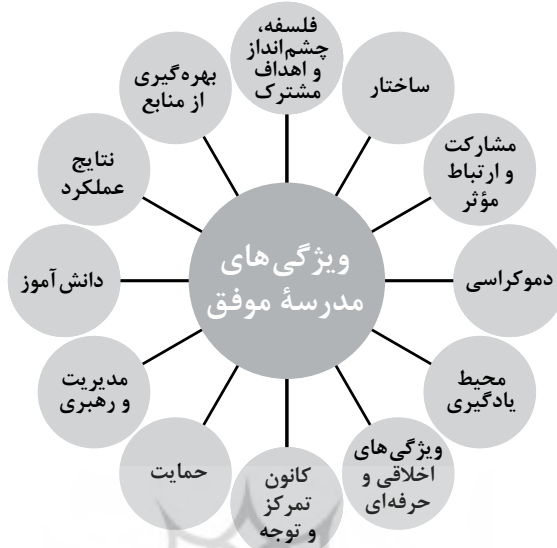 ویژگی‌های
مدرسهٔ موفق
فلسفه،
چشم‌انداز
و اهداف
مشترک
ساختار
مشارکت
و ارتباط
مؤثر
دموکراسی
محیط
یادگیری
ویژگی‌های
اخلاقی و
حرفه‌ای
کانون
تمرکز
و توجه
حمایت
مدیریت
و رهبری
دانش‌آموز
نتایج
عملکرد
بهره‌گیری
از منابع